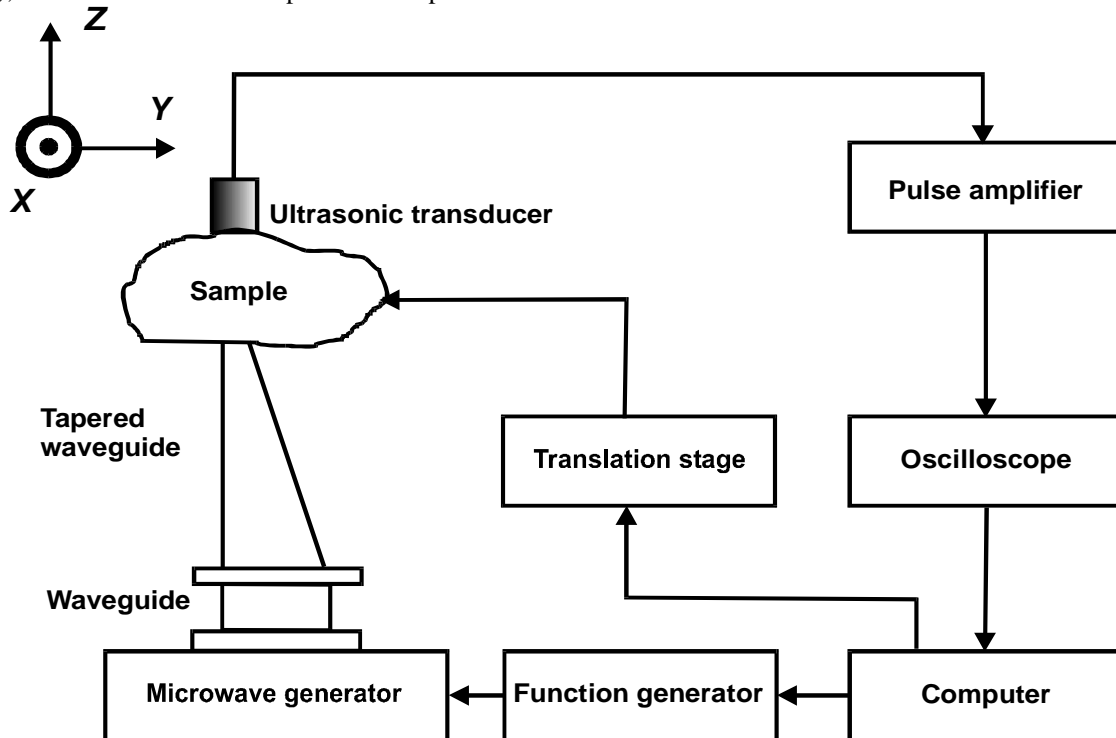 Z
Y
X
Ultrasonic transducer
Pulse amplifier
Sample
Tapered
waveguide
Translation stage
Oscilloscope
Waveguide
Microwave generator
Function generator
Computer